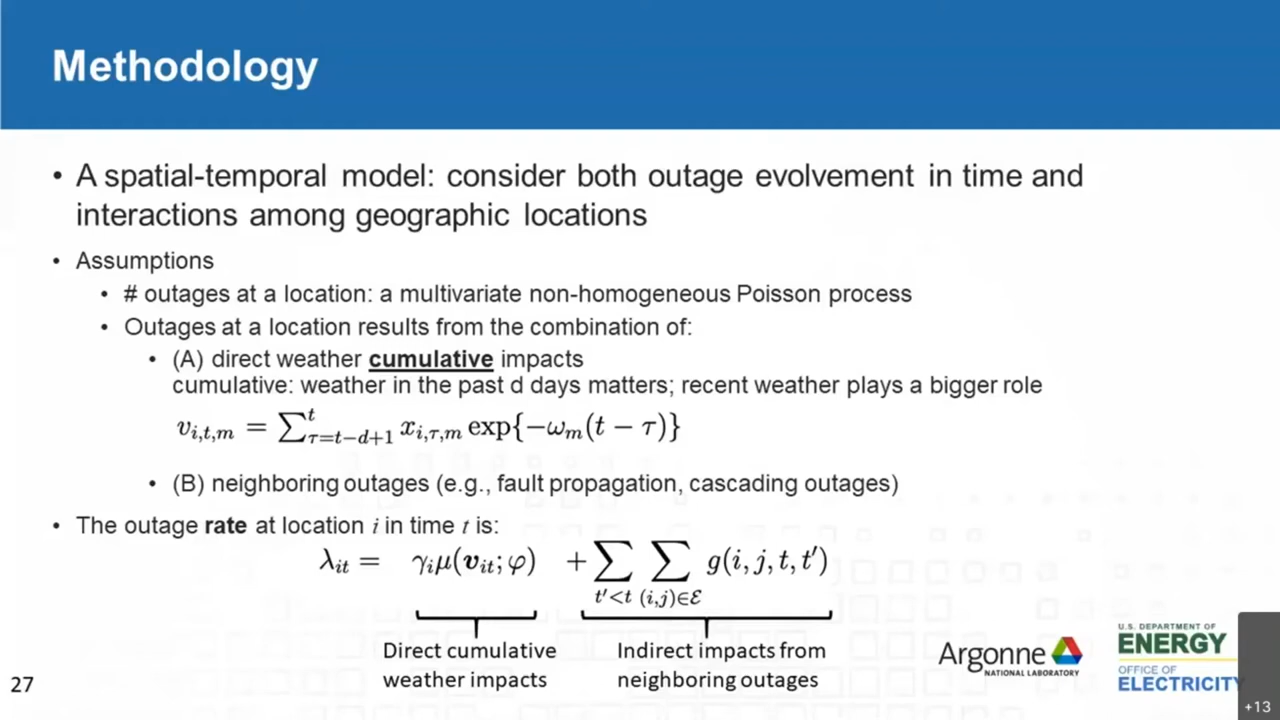 Methodology
• A spatial-temporal model: consider both outage evolvement in time and
interactions among geographic locations
• Assumptions
• # outages at a location: a multivariate non-homogeneous Poisson process
• Outages at a location results from the combination of:
• (A) direct weather cumulative impacts
cumulative: weather in the past d days matters; recent weather plays a bigger role
v_{i,t,m} = ∑_{τ=t−d+1}^{t} x_{i,τ,m} exp{−ω_m(t − τ)}
• (B) neighboring outages (e.g., fault propagation, cascading outages)
• The outage rate at location i in time t is:
λ_{it} = γ_i μ(v_{it}; φ) + ∑_{t′<t} ∑_{(i,j)∈ℰ} g(i, j, t, t′)
Direct cumulative
weather impacts
Indirect impacts from
neighboring outages
Argonne
NATIONAL LABORATORY
U.S. DEPARTMENT OF
ENERGY
OFFICE OF
ELECTRICITY
27
+13